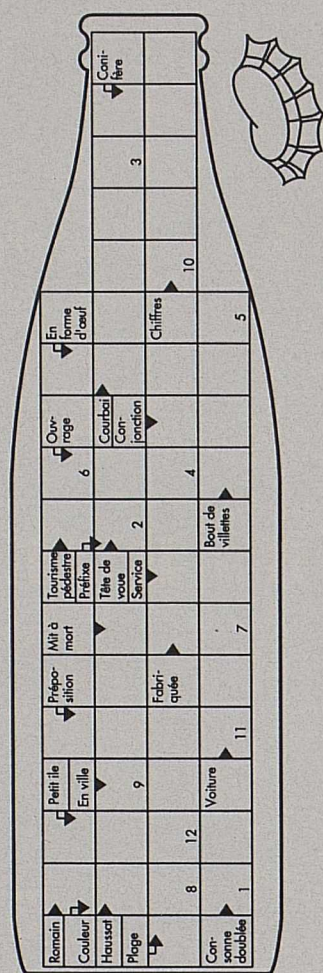 Romain
Couleur
Petit île
En ville
Prépo-
sition
Mit à
mort
Tourisme
pédestre
Préfixe
6
Ouv-
rage
En
forme
d'œuf
Haussat
Plage
9
Tête de
voue
Service
2
Courbai
Con-
jonction
3
Coni-
fère
8
12
Fabri-
quée
4
Chiffres
10
Con-
sonne
doublée
1
Voiture
11
7
Bout de
villettes
5